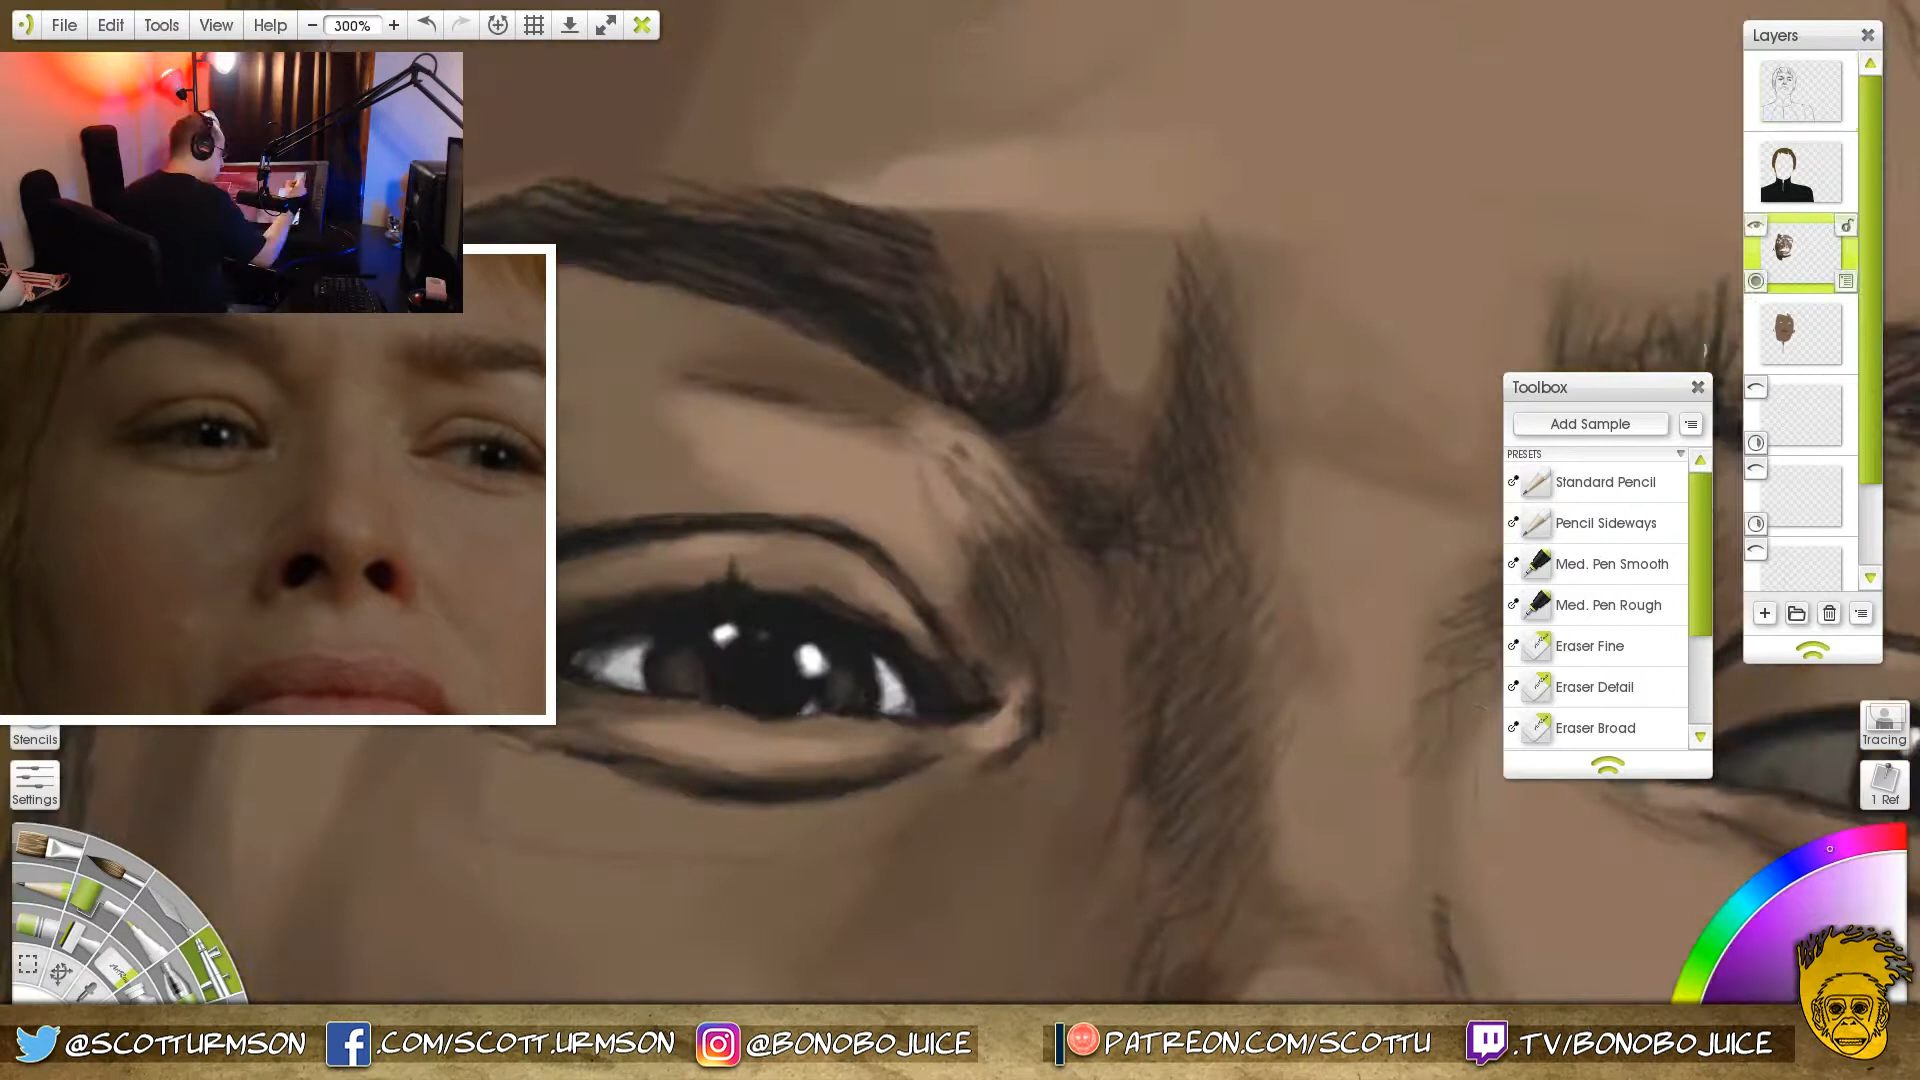 File Edit Tools View Help − 300% +
Layers
Toolbox
Add Sample
PRESETS
Standard Pencil
Pencil Sideways
Med. Pen Smooth
Med. Pen Rough
Eraser Fine
Eraser Detail
Eraser Broad
Stencils
Settings
Tracing
1 Ref
@SCOTTURMSON .COM/SCOTT.URMSON @BONOBOJUICE PATREON.COM/SCOTTU .TV/BONOBOJUICE